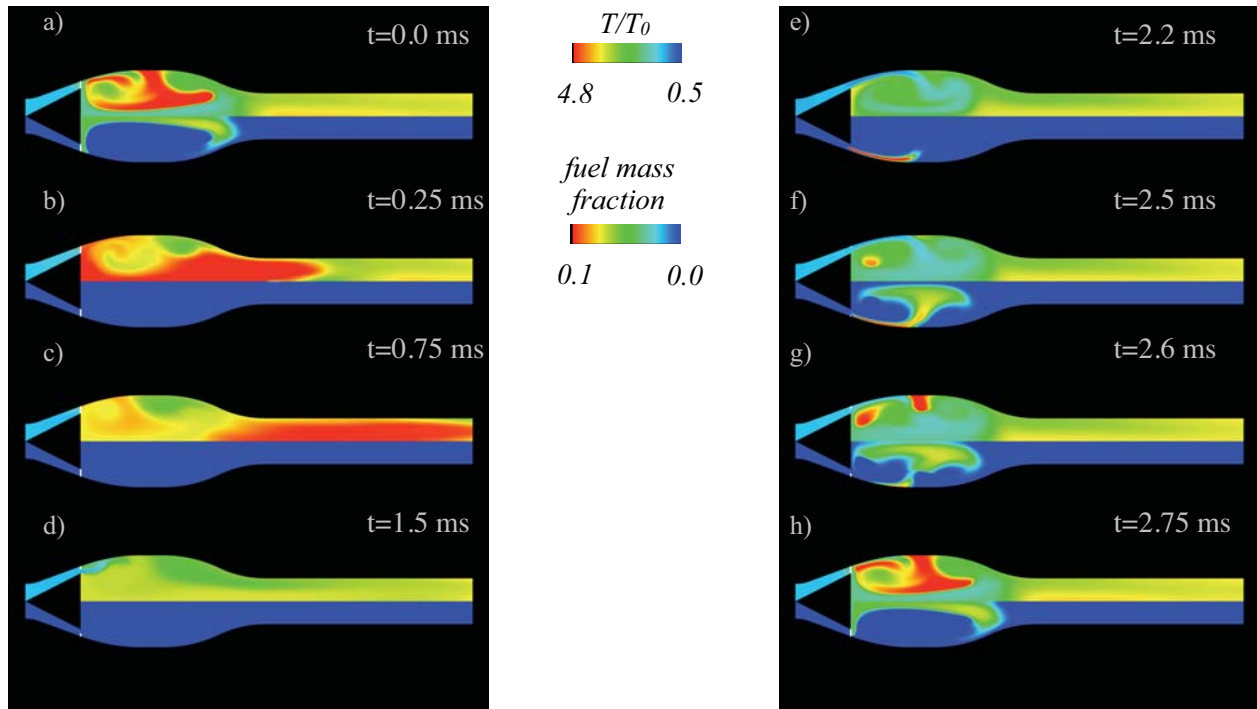 a)
t=0.0 ms
b)
t=0.25 ms
c)
t=0.75 ms
d)
t=1.5 ms
T/T0
4.8 0.5
fuel mass
fraction
0.1 0.0
e)
t=2.2 ms
f)
t=2.5 ms
g)
t=2.6 ms
h)
t=2.75 ms